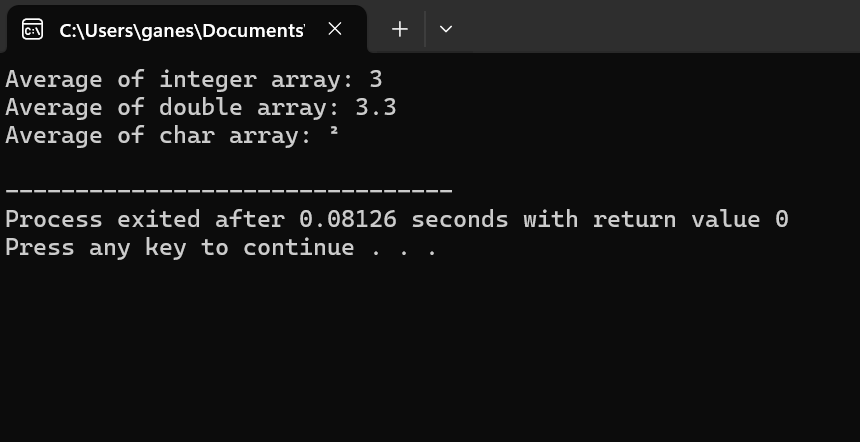 C:\Users\ganes\Documents'
Average of integer array: 3
Average of double array: 3.3
Average of char array: ²
--------------------------------
Process exited after 0.08126 seconds with return value 0
Press any key to continue . . .